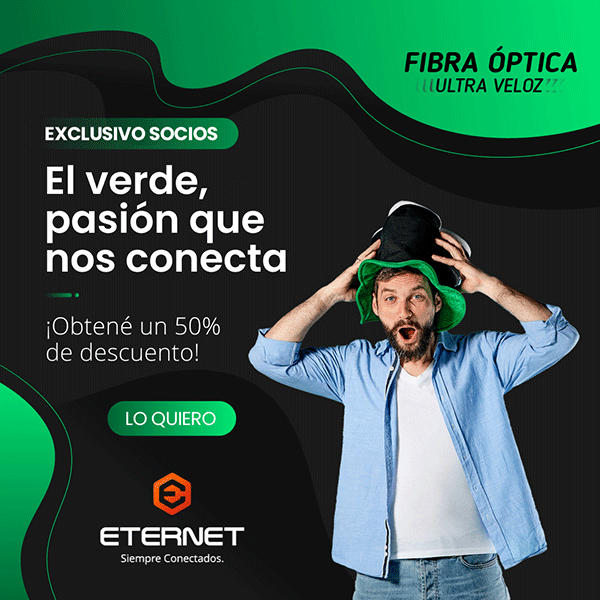 FIBRA ÓPTICA
ULTRA VELOZ
EXCLUSIVO SOCIOS
El verde,
pasión que
nos conecta
¡Obtené un 50%
de descuento!
LO QUIERO
ETERNET
Siempre Conectados.